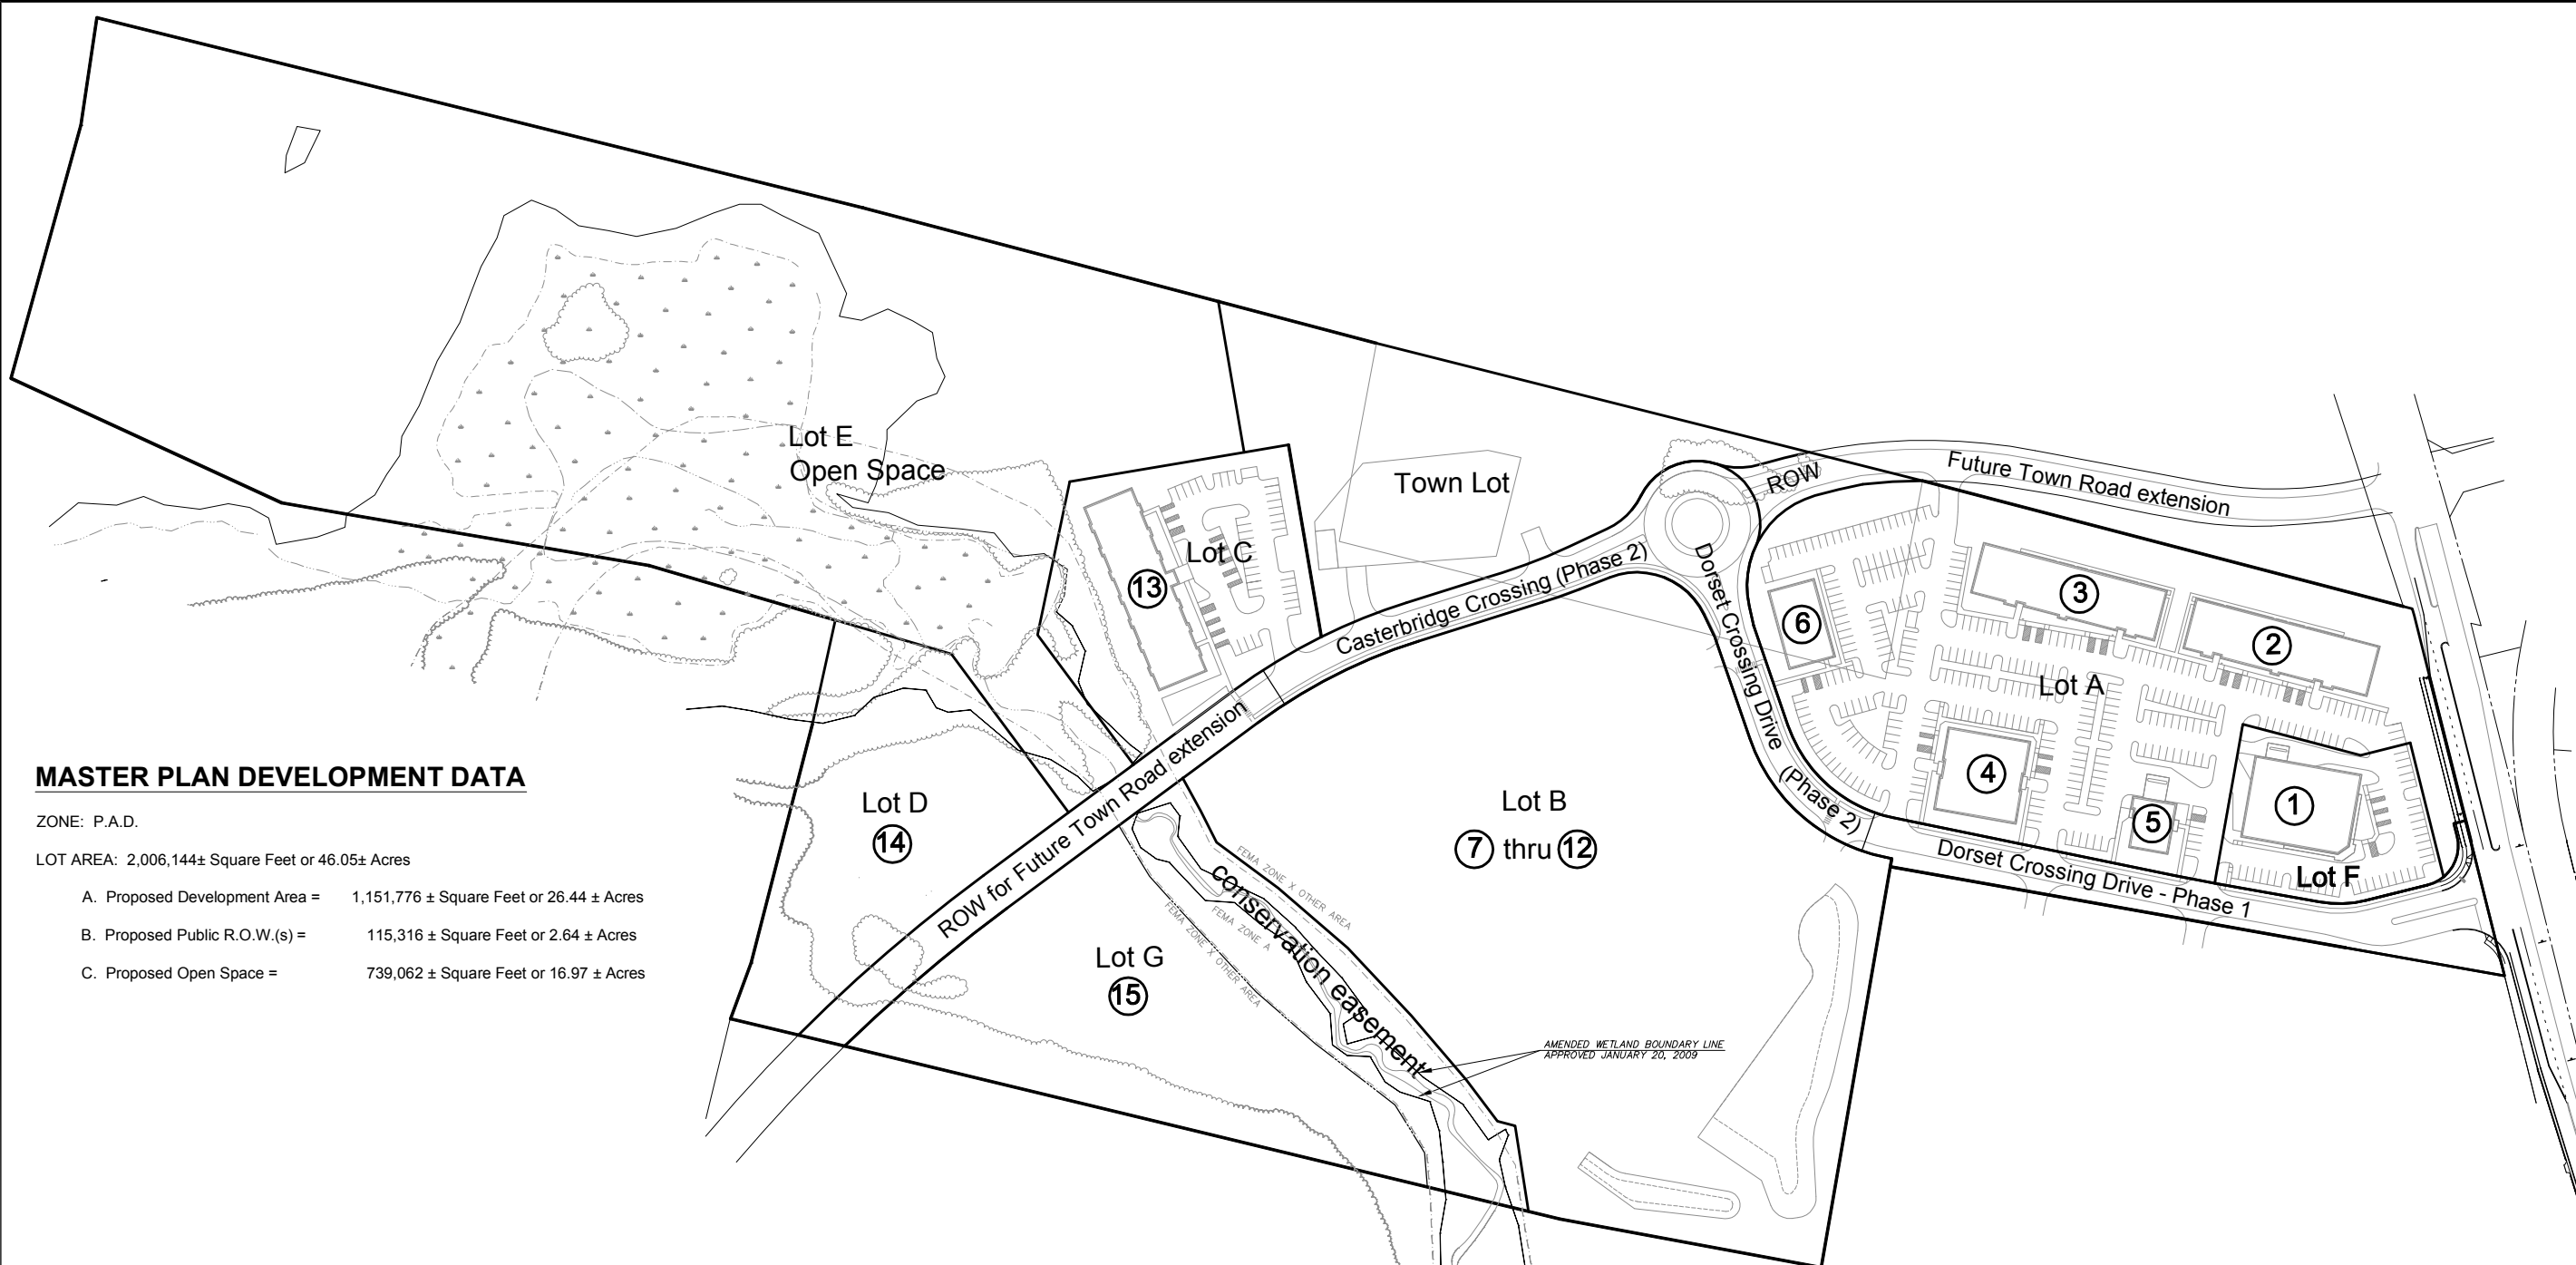 Lot E
Open Space
Town Lot
ROW
Future Town Road extension
Lot C
13
Casterbridge Crossing (Phase 2)
Dorset Crossing Drive (Phase 2)
6
3
2
Lot A
4
5
1
Lot F
Dorset Crossing Drive - Phase 1
ROW for Future Town Road extension
Lot D
14
Lot B
7 thru 12
Lot G
15
conservation easement
FEMA ZONE X OTHER AREA
FEMA ZONE A
FEMA ZONE X OTHER AREA
AMENDED WETLAND BOUNDARY LINE
APPROVED JANUARY 20, 2009
MASTER PLAN DEVELOPMENT DATA
ZONE: P.A.D.
LOT AREA: 2,006,144± Square Feet or 46.05± Acres
A. Proposed Development Area = 1,151,776 ± Square Feet or 26.44 ± Acres
B. Proposed Public R.O.W.(s) = 115,316 ± Square Feet or 2.64 ± Acres
C. Proposed Open Space = 739,062 ± Square Feet or 16.97 ± Acres